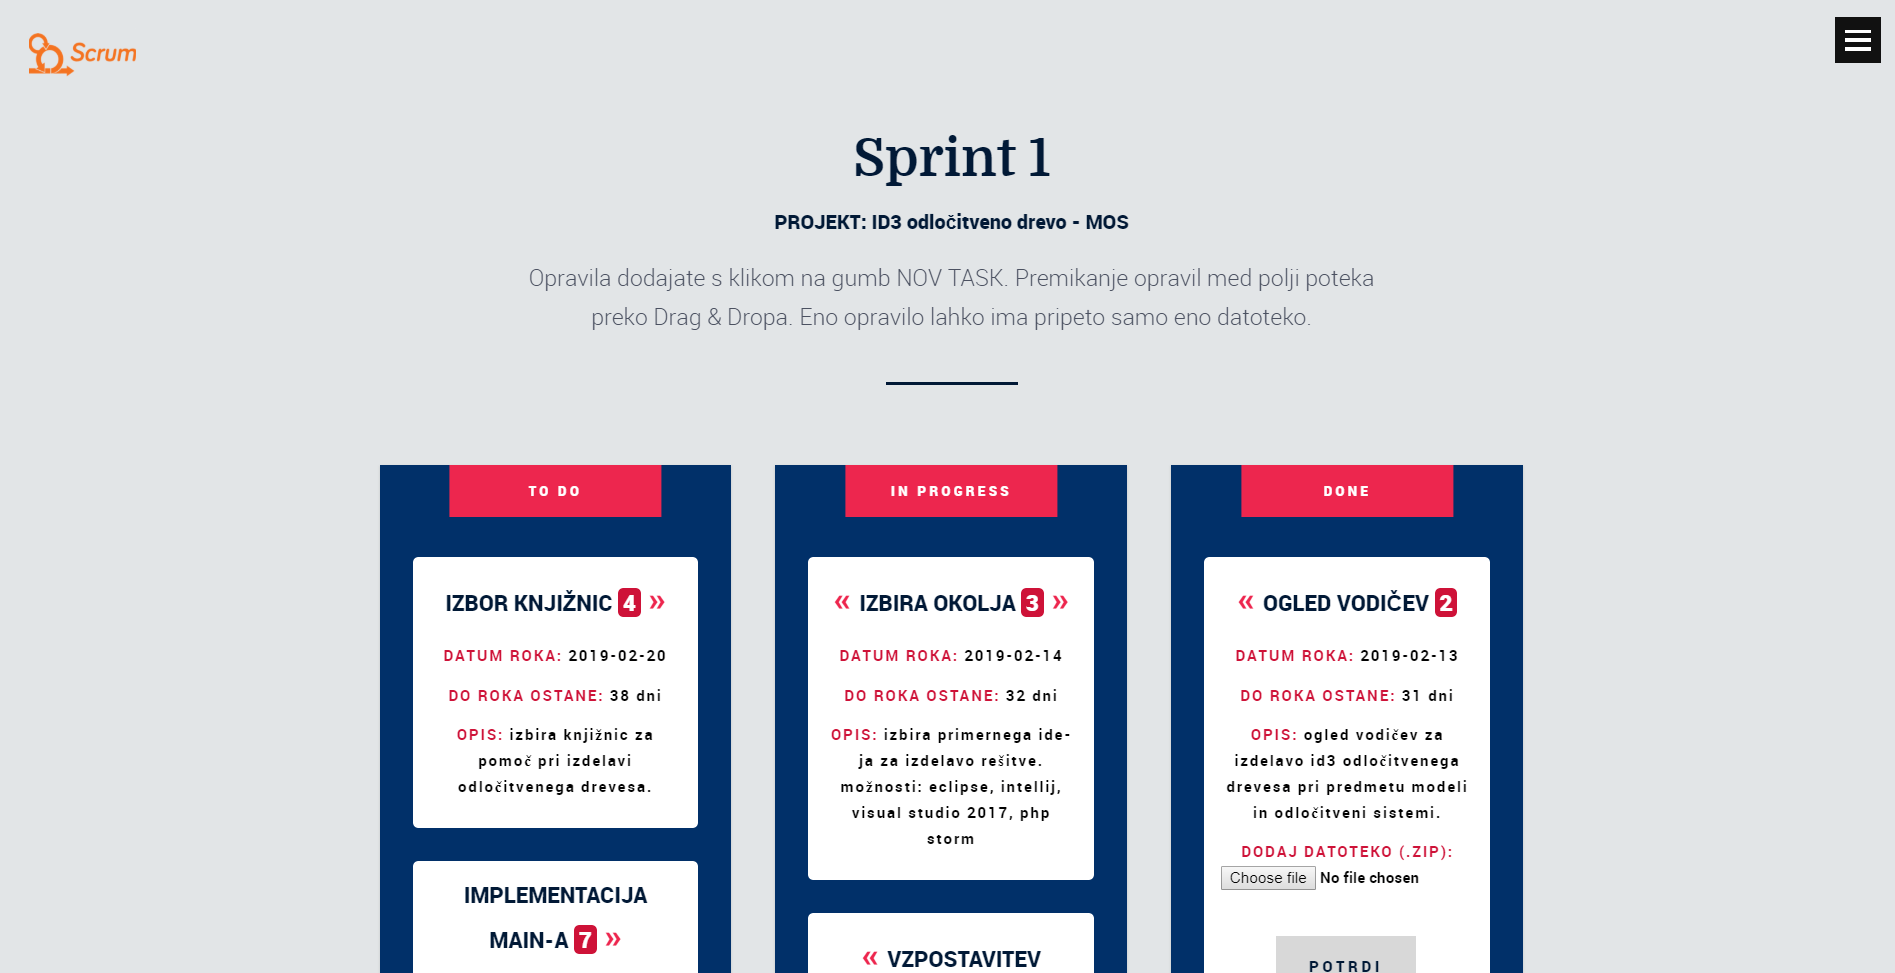 Scrum
Sprint 1
PROJEKT: ID3 odločitveno drevo - MOS
Opravila dodajate s klikom na gumb NOV TASK. Premikanje opravil med polji poteka
preko Drag & Dropa. Eno opravilo lahko ima pripeto samo eno datoteko.
TO DO
IZBOR KNJIŽNIC 4 »
DATUM ROKA: 2019-02-20
DO ROKA OSTANE: 38 dni
OPIS: izbira knjižnic za
pomoč pri izdelavi
odločitvenega drevesa.
IMPLEMENTACIJA
MAIN-A 7 »
IN PROGRESS
« IZBIRA OKOLJA 3 »
DATUM ROKA: 2019-02-14
DO ROKA OSTANE: 32 dni
OPIS: izbira primernega ide-
ja za izdelavo rešitve.
možnosti: eclipse, intellij,
visual studio 2017, php
storm
« VZPOSTAVITEV
DONE
« OGLED VODIČEV 2
DATUM ROKA: 2019-02-13
DO ROKA OSTANE: 31 dni
OPIS: ogled vodičev za
izdelavo id3 odločitvenega
drevesa pri predmetu modeli
in odločitveni sistemi.
DODAJ DATOTEKO (.ZIP):
Choose file No file chosen
POTRDI